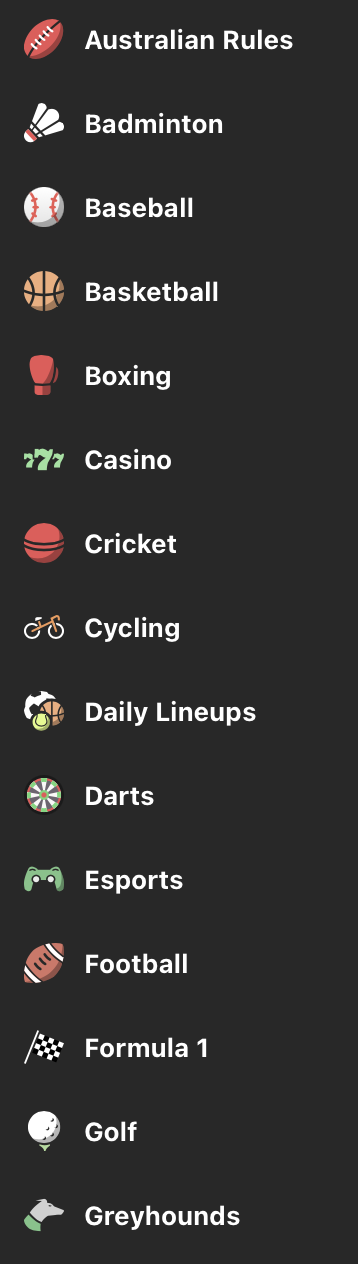 Australian Rules
Badminton
Baseball
Basketball
Boxing
777
Casino
Cricket
Cycling
Daily Lineups
Darts
Esports
Football
Formula 1
Golf
Greyhounds